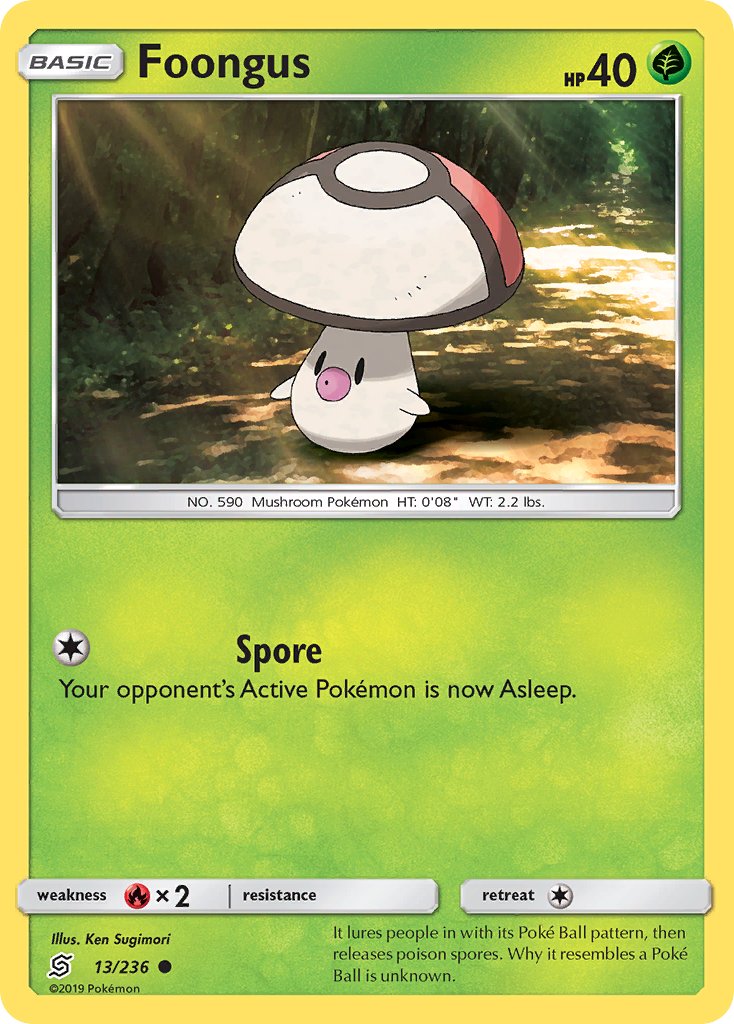 BASIC Foongus HP40
NO. 590 Mushroom Pokémon HT: 0'08" WT: 2.2 lbs.
Spore
Your opponent's Active Pokémon is now Asleep.
weakness ×2 resistance retreat
Illus. Ken Sugimori
13/236
©2019 Pokémon
It lures people in with its Poké Ball pattern, then
releases poison spores. Why it resembles a Poké
Ball is unknown.